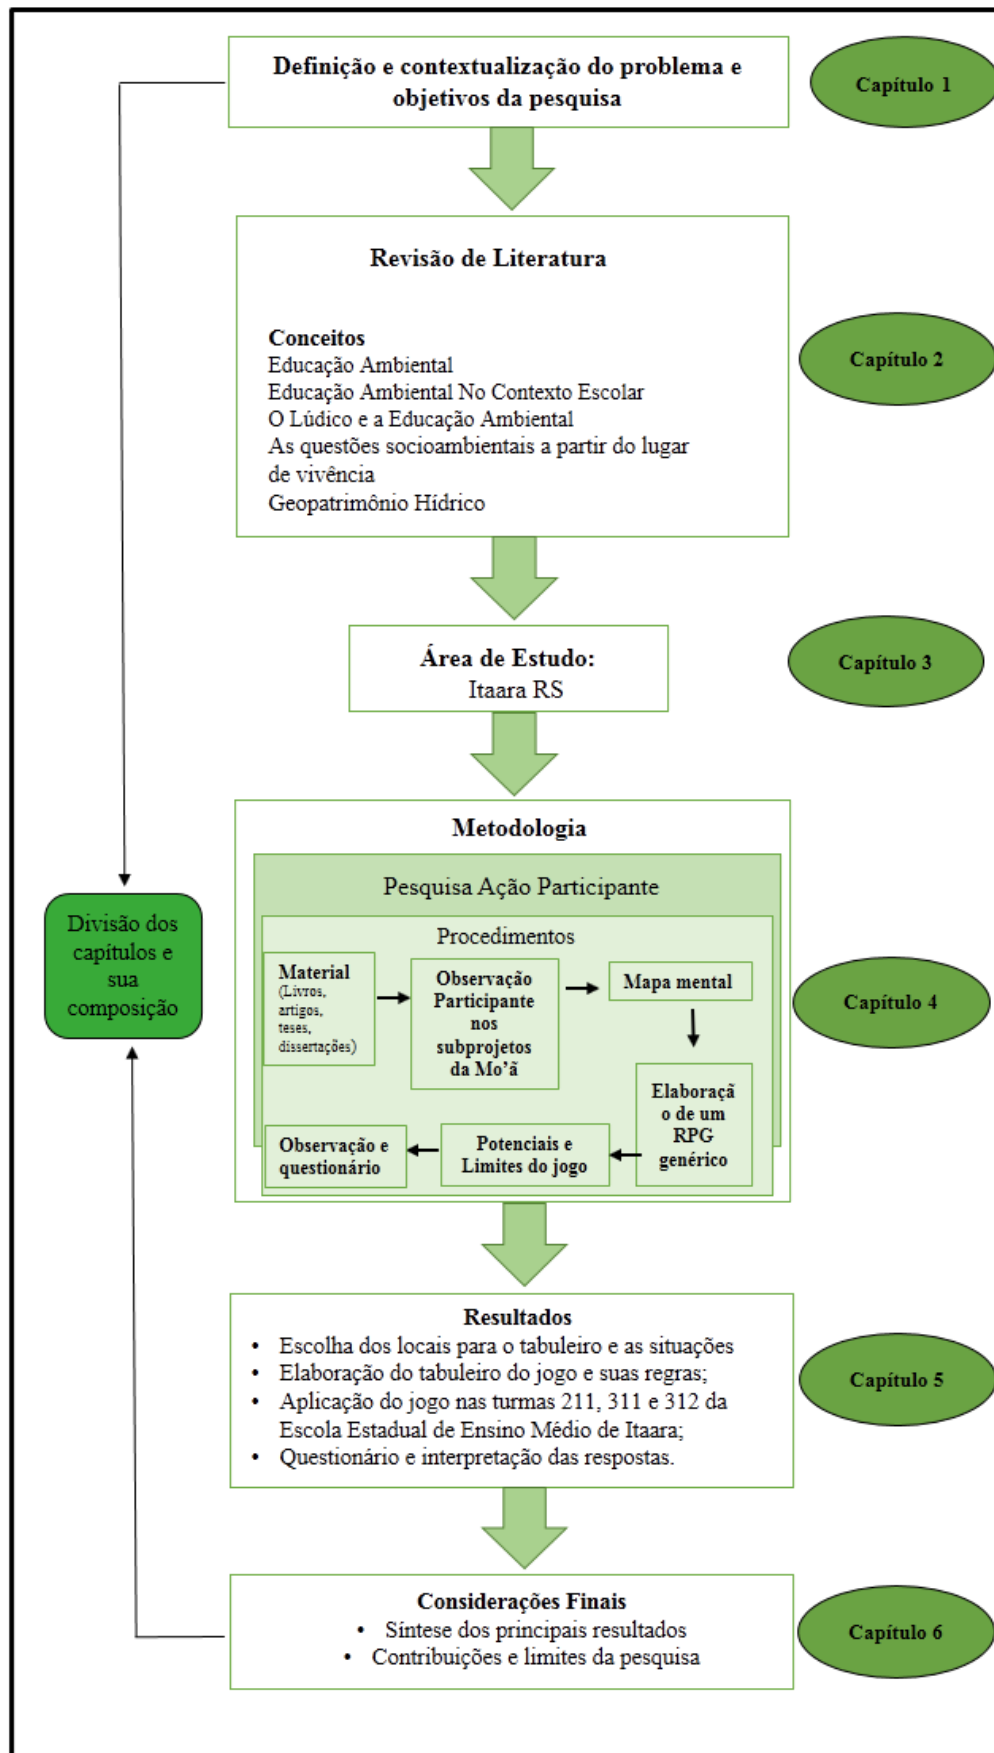 Definição e contextualização do problema e
objetivos da pesquisa
Capítulo 1
Revisão de Literatura
Conceitos
Educação Ambiental
Educação Ambiental No Contexto Escolar
O Lúdico e a Educação Ambiental
As questões socioambientais a partir do lugar
de vivência
Geopatrimônio Hídrico
Capítulo 2
Área de Estudo:
Itaara RS
Capítulo 3
Metodologia
Pesquisa Ação Participante
Procedimentos
Material
(Livros,
artigos,
teses,
dissertações)
Observação
Participante
nos
subprojetos
da Mo’ã
Mapa mental
Elaboraçã
o de um
RPG
genérico
Potenciais e
Limites do jogo
Observação e
questionário
Capítulo 4
Divisão dos
capítulos e
sua
composição
Resultados
• Escolha dos locais para o tabuleiro e as situações
• Elaboração do tabuleiro do jogo e suas regras;
• Aplicação do jogo nas turmas 211, 311 e 312 da
Escola Estadual de Ensino Médio de Itaara;
• Questionário e interpretação das respostas.
Capítulo 5
Considerações Finais
• Síntese dos principais resultados
• Contribuições e limites da pesquisa
Capítulo 6